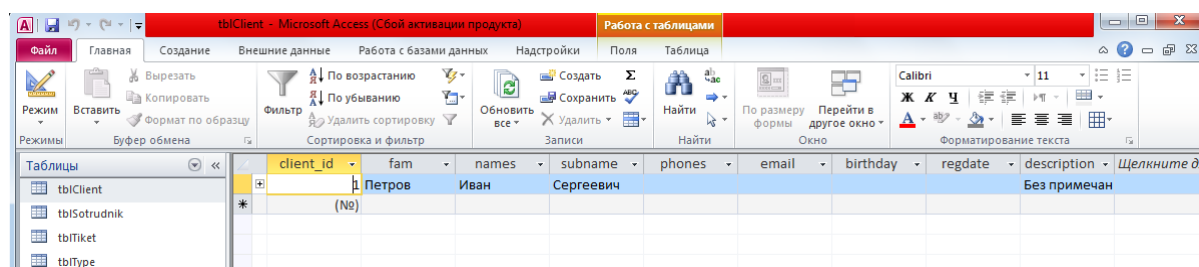 tblClient - Microsoft Access (Сбой активации продукта) Работа с таблицами
Файл Главная Создание Внешние данные Работа с базами данных Надстройки Поля Таблица
Режим
Вставить
Вырезать
Копировать
Формат по образцу
Фильтр
По возрастанию
По убыванию
Удалить сортировку
Обновить все
Создать
Сохранить
Удалить
Найти
По размеру формы
Перейти в другое окно
Calibri 11
Ж К Ч
Режимы Буфер обмена Сортировка и фильтр Записи Найти Окно Форматирование текста
Таблицы
client_id fam names subname phones email birthday regdate description Щелкните д
tblClient
1 Петров Иван Сергеевич Без примечан
tblSotrudnik
(№)
tblTiket
tblType